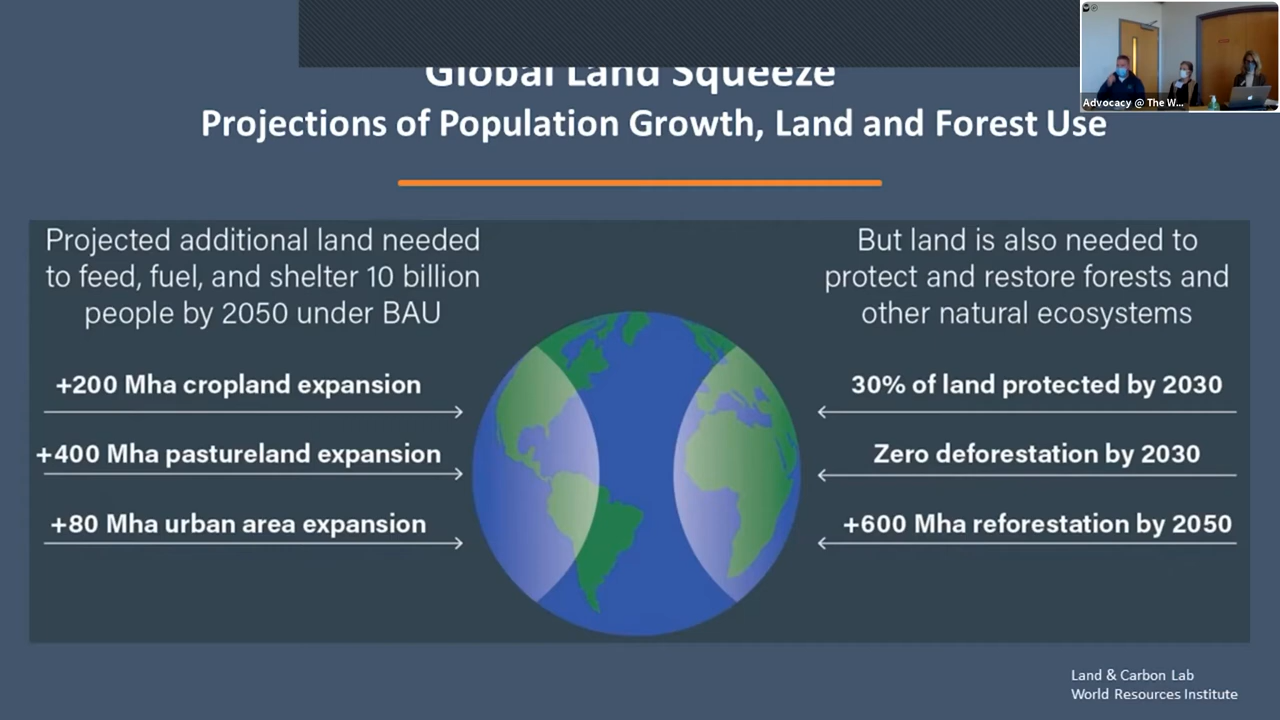 Global Land Squeeze
Projections of Population Growth, Land and Forest Use
Projected additional land needed
to feed, fuel, and shelter 10 billion
people by 2050 under BAU
+200 Mha cropland expansion
+400 Mha pastureland expansion
+80 Mha urban area expansion
But land is also needed to
protect and restore forests and
other natural ecosystems
30% of land protected by 2030
Zero deforestation by 2030
+600 Mha reforestation by 2050
Land & Carbon Lab
World Resources Institute
Advocacy @ The W...